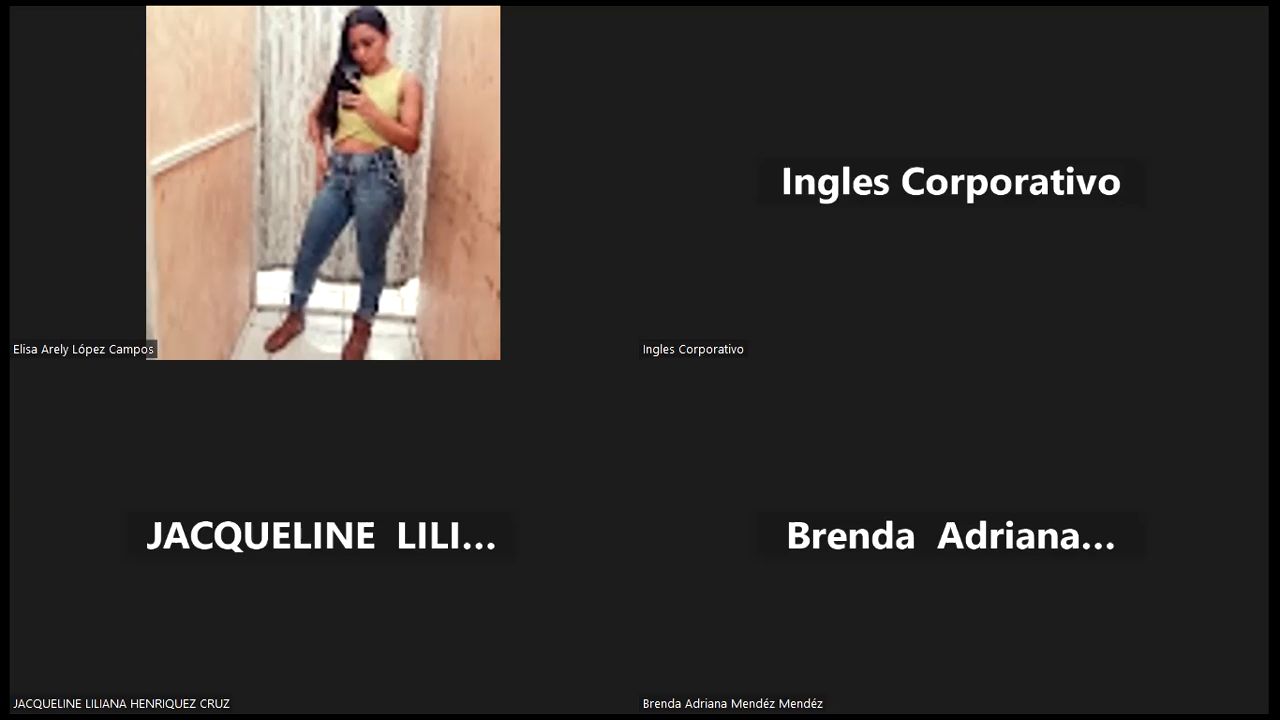 Elisa Arely López Campos
Ingles Corporativo
Ingles Corporativo
JACQUELINE LILI...
JACQUELINE LILIANA HENRIQUEZ CRUZ
Brenda Adriana...
Brenda Adriana Mendéz Mendéz